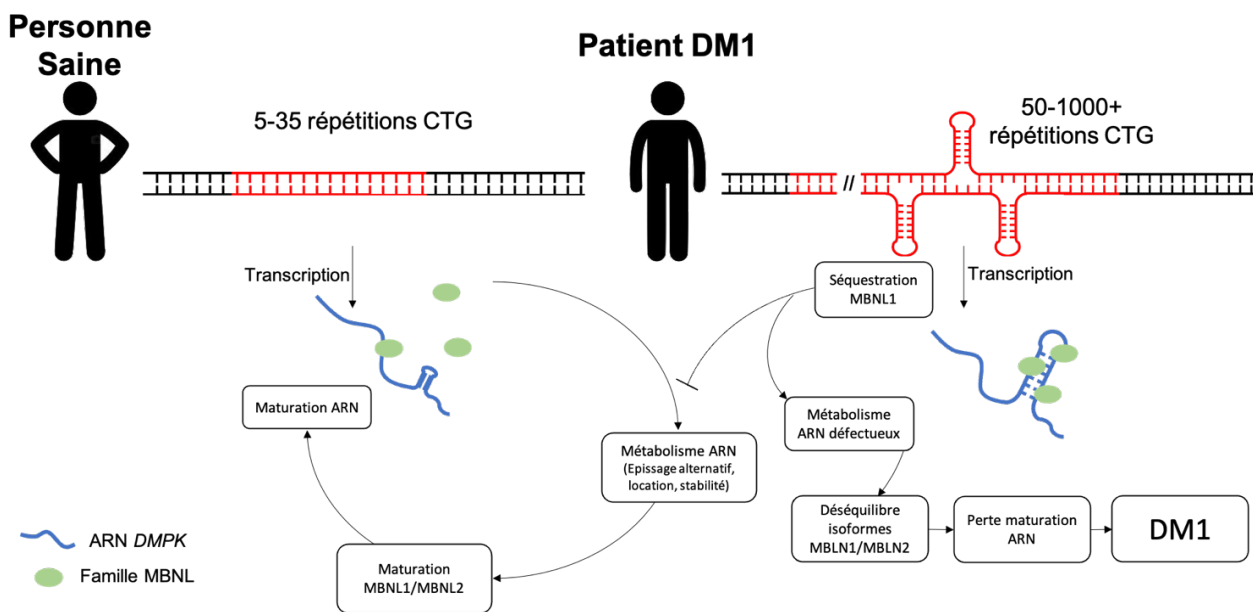 Personne
Saine
Patient DM1
5-35 répétitions CTG
50-1000+
répétitions CTG
//
Transcription
Séquestration
MBNL1
Transcription
Maturation ARN
Métabolisme
ARN défectueux
Métabolisme ARN
(Epissage alternatif,
location, stabilité)
Déséquilibre
isoformes
MBLN1/MBLN2
Perte maturation
ARN
DM1
ARN DMPK
Famille MBNL
Maturation
MBNL1/MBNL2